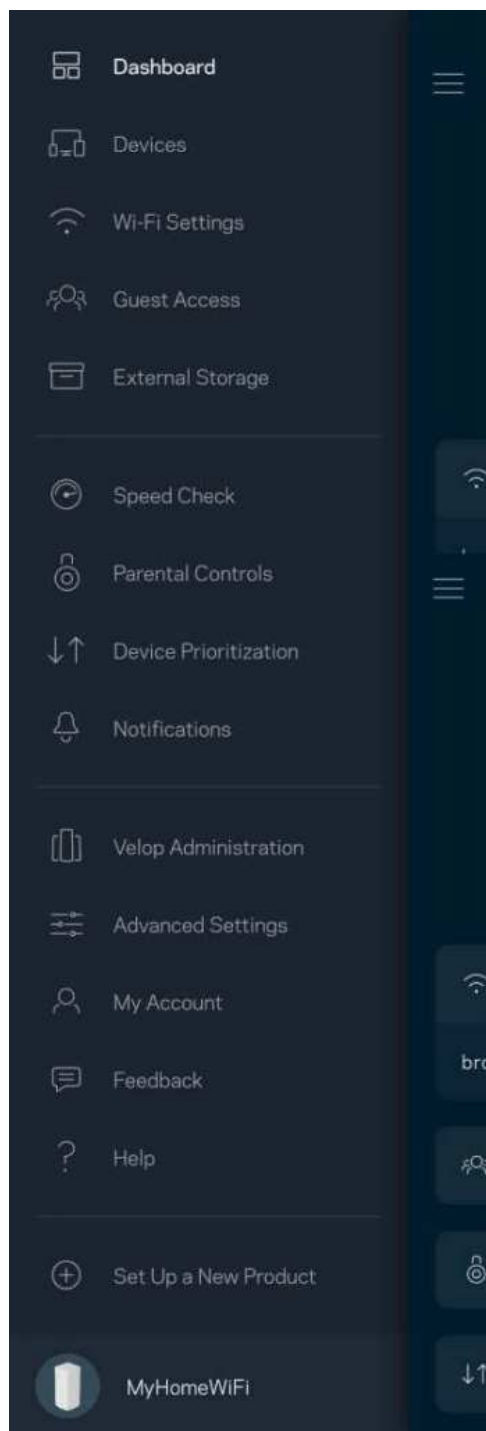 Dashboard
Devices
Wi-Fi Settings
Guest Access
External Storage
Speed Check
Parental Controls
Device Prioritization
Notifications
Velop Administration
Advanced Settings
bro
My Account
Feedback
Help
Set Up a New Product
MyHomeWiFi